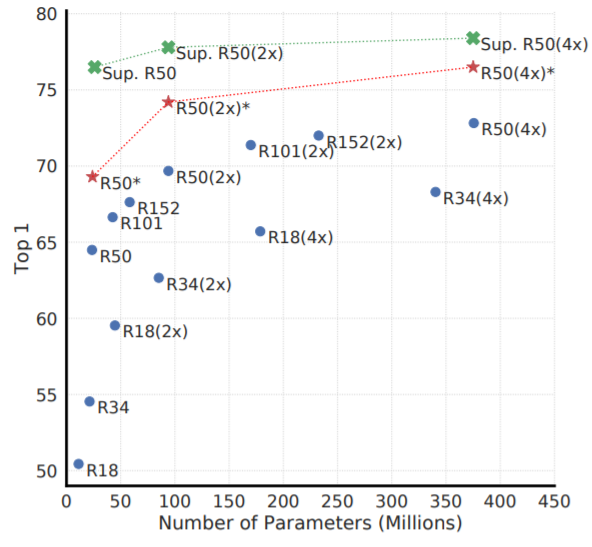 80
75
70
65
60
55
50
Top 1
Sup. R50(4x)
Sup. R50(2x)
Sup. R50
R50(4x)*
R50(2x)*
R50(4x)
R152(2x)
R101(2x)
R50(2x)
R50*
R34(4x)
R152
R101
R18(4x)
R50
R34(2x)
R18(2x)
R34
R18
0 50 100 150 200 250 300 350 400 450
Number of Parameters (Millions)